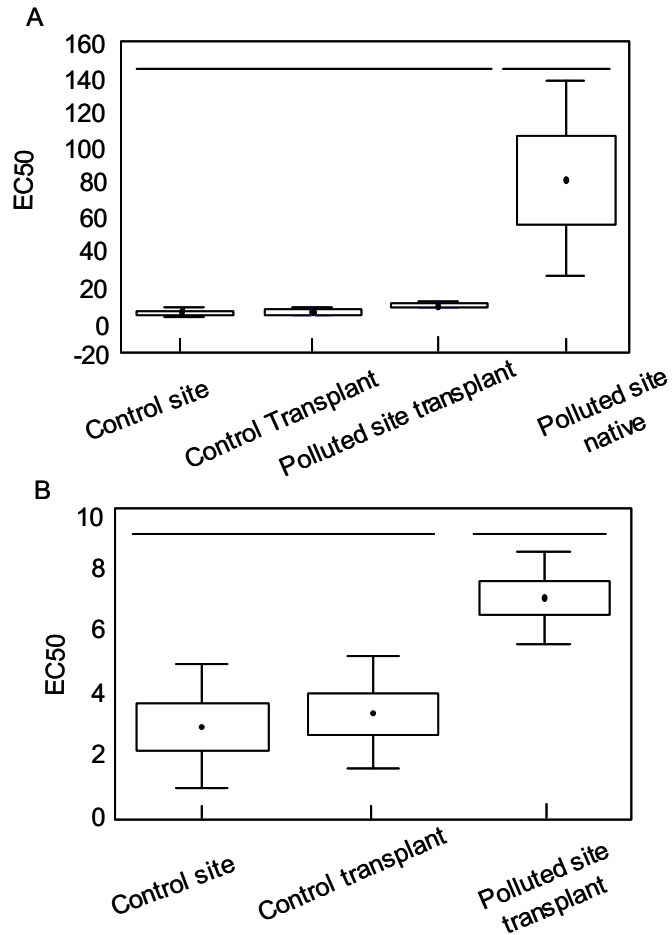 A
160
140
120
100
80
60
40
20
0
-20
EC50
Control site
Control Transplant
Polluted site transplant
Polluted site
native
B
10
8
6
4
2
0
EC50
Control site
Control transplant
Polluted site
transplant